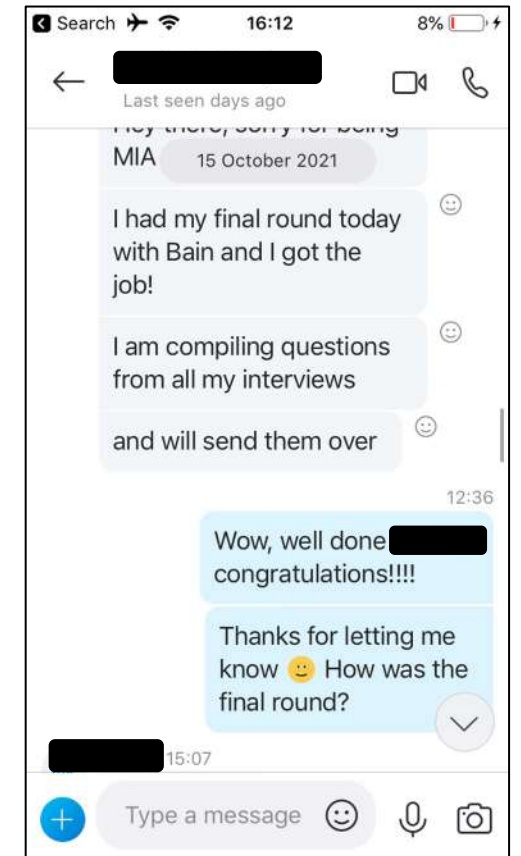 Search
16:12
8%
Last seen days ago
MIA
15 October 2021
I had my final round today
with Bain and I got the
job!
I am compiling questions
from all my interviews
and will send them over
12:36
Wow, well done
congratulations!!!!
Thanks for letting me
know 🙂 How was the
final round?
15:07
Type a message